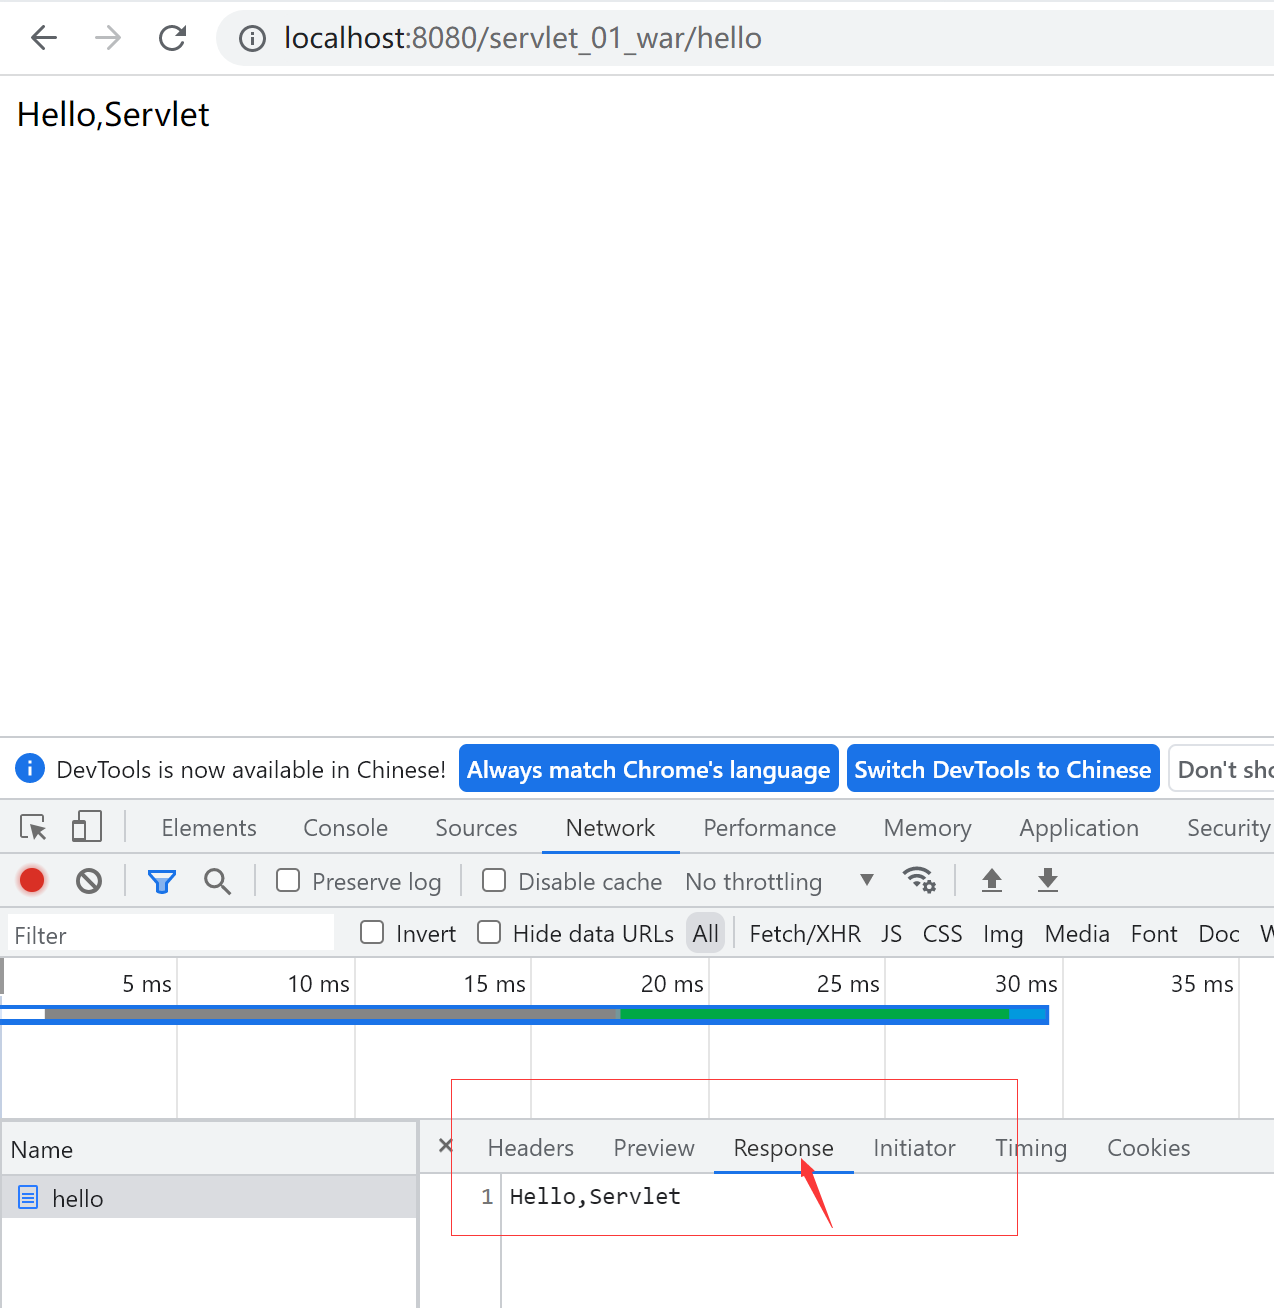 localhost:8080/servlet_01_war/hello
Hello,Servlet
DevTools is now available in Chinese! Always match Chrome's language Switch DevTools to Chinese Don't sho
Elements Console Sources Network Performance Memory Application Security
Preserve log Disable cache No throttling
Filter Invert Hide data URLs All Fetch/XHR JS CSS Img Media Font Doc W
5 ms 10 ms 15 ms 20 ms 25 ms 30 ms 35 ms
Name × Headers Preview Response Initiator Timing Cookies
hello 1 Hello,Servlet